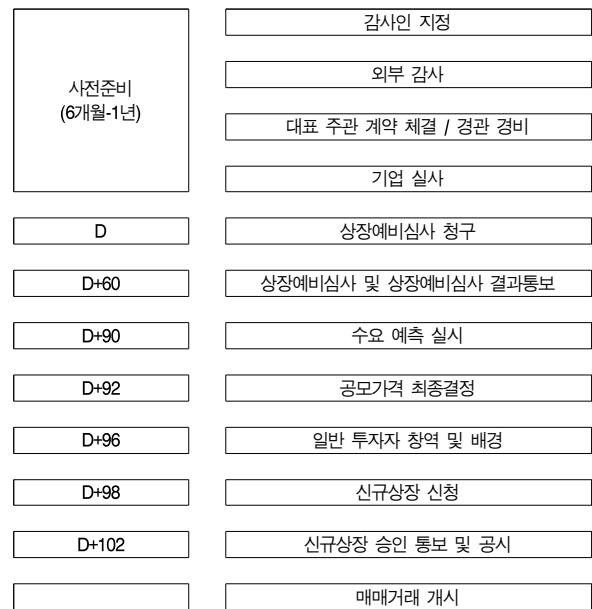 감사인 지정
외부 감사
사전준비
(6개월-1년)
대표 주관 계약 체결 / 경관 경비
기업 실사
D 상장예비심사 청구
D+60 상장예비심사 및 상장예비심사 결과통보
D+90 수요 예측 실시
D+92 공모가격 최종결정
D+96 일반 투자자 창역 및 배경
D+98 신규상장 신청
D+102 신규상장 승인 통보 및 공시
매매거래 개시